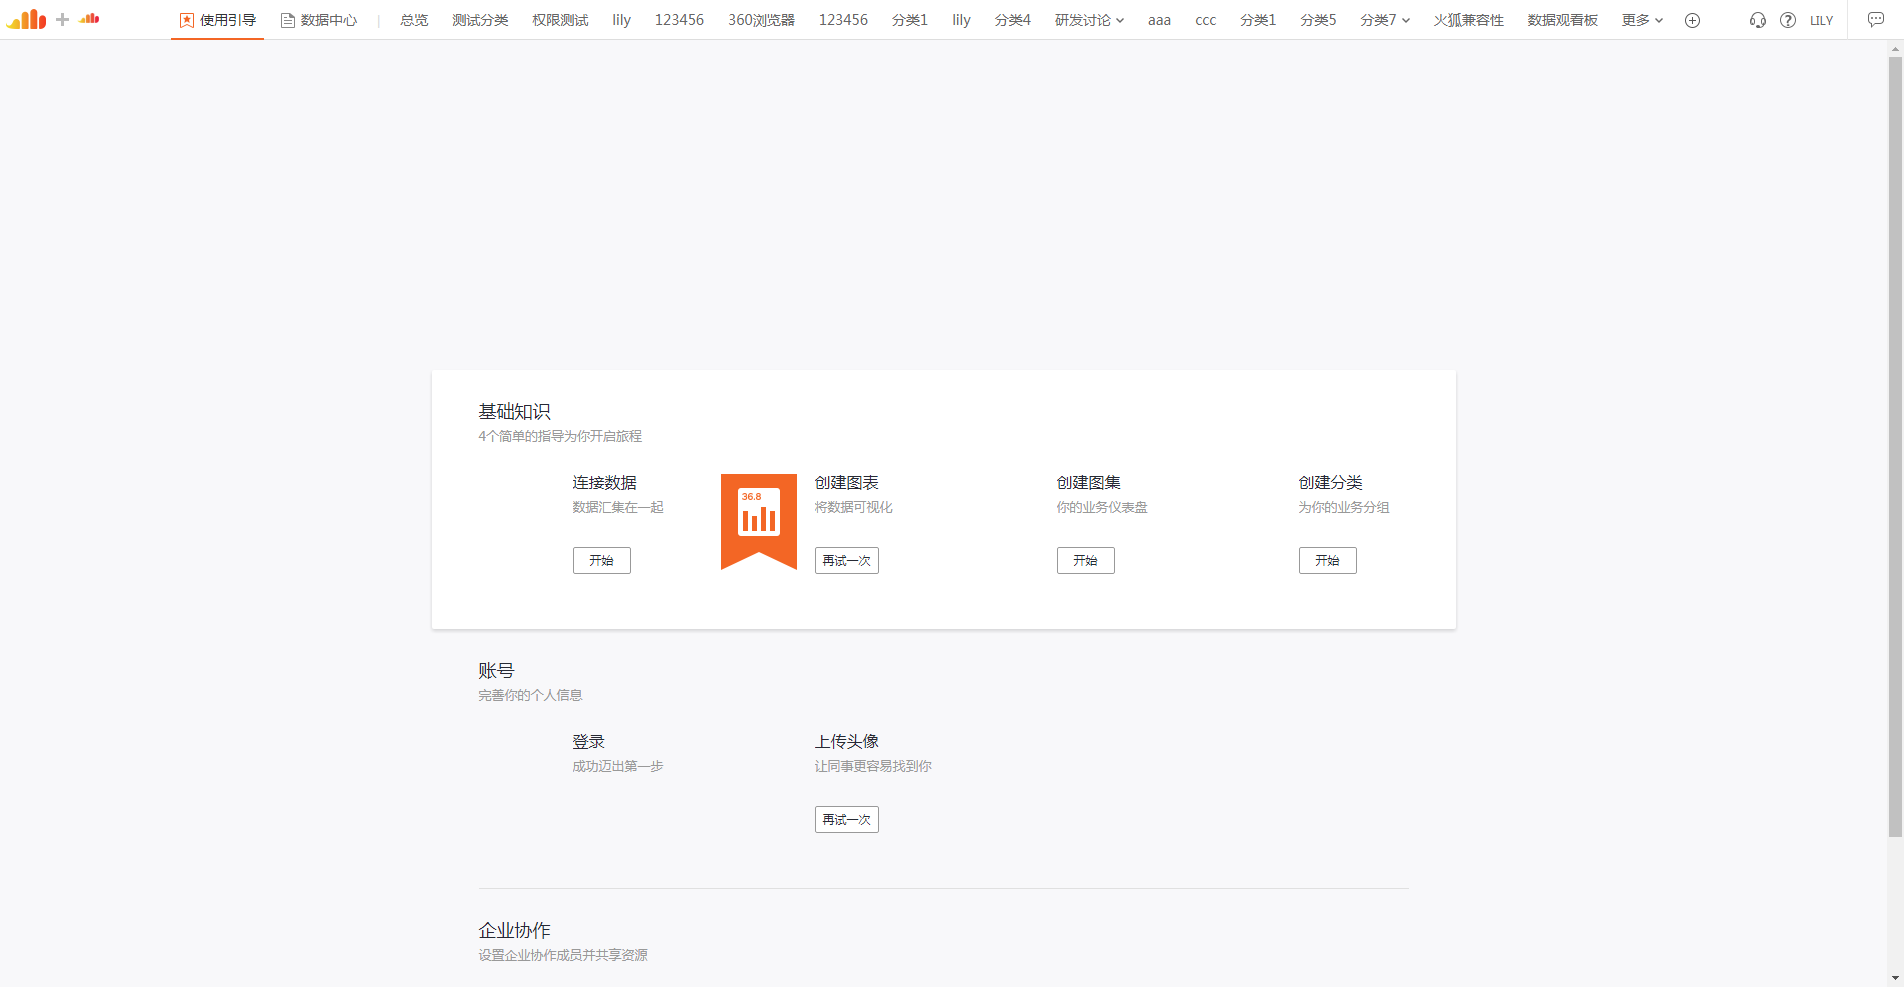 使用引导 数据中心 | 总览 测试分类 权限测试 lily 123456 360浏览器 123456 分类1 lily 分类4 研发讨论 aaa ccc 分类1 分类5 分类7 火狐兼容性 数据观看板 更多 LILY
基础知识
4个简单的指导为你开启旅程
连接数据 创建图表 创建图集 创建分类
数据汇集在一起 将数据可视化 你的业务仪表盘 为你的业务分组
36.8
开始 再试一次 开始 开始
账号
完善你的个人信息
登录 上传头像
成功迈出第一步 让同事更容易找到你
再试一次
企业协作
设置企业协作成员并共享资源